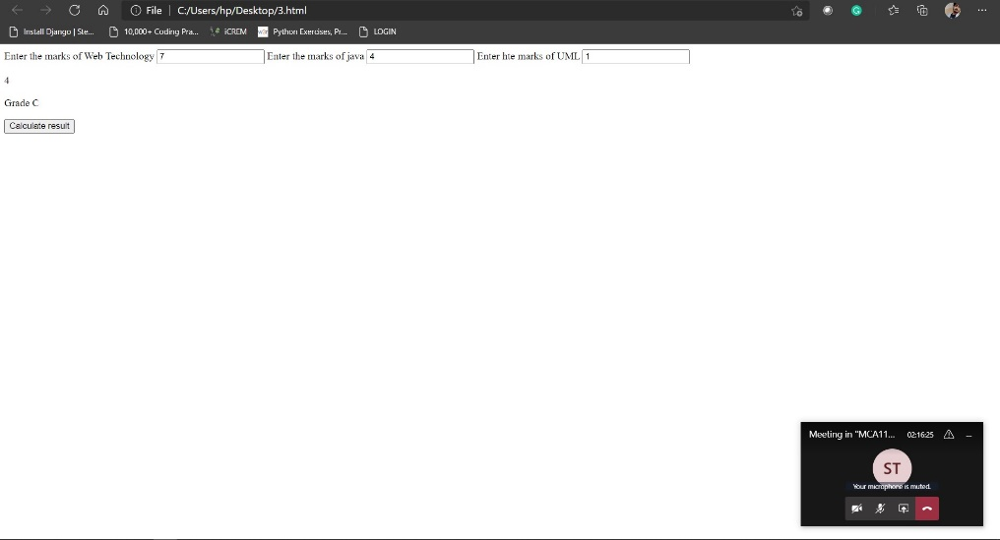 File | C:/Users/hp/Desktop/3.html
Install Django | Ste... 10,000+ Coding Pra... iCREM w3r Python Exercises, Pr... LOGIN
Enter the marks of Web Technology 7 Enter the marks of java 4 Enter hte marks of UML 1
4
Grade C
Calculate result
Meeting in "MCA11... 02:16:25
ST
Your microphone is muted.